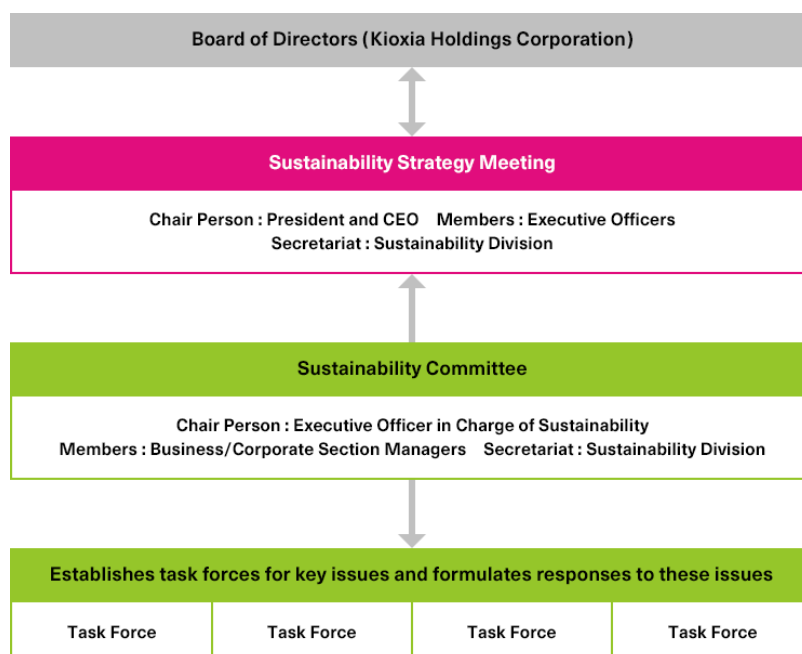 Board of Directors (Kioxia Holdings Corporation)
Sustainability Strategy Meeting
Chair Person : President and CEO Members : Executive Officers
Secretariat : Sustainability Division
Sustainability Committee
Chair Person : Executive Officer in Charge of Sustainability
Members : Business/Corporate Section Managers Secretariat : Sustainability Division
Establishes task forces for key issues and formulates responses to these issues
Task Force Task Force Task Force Task Force